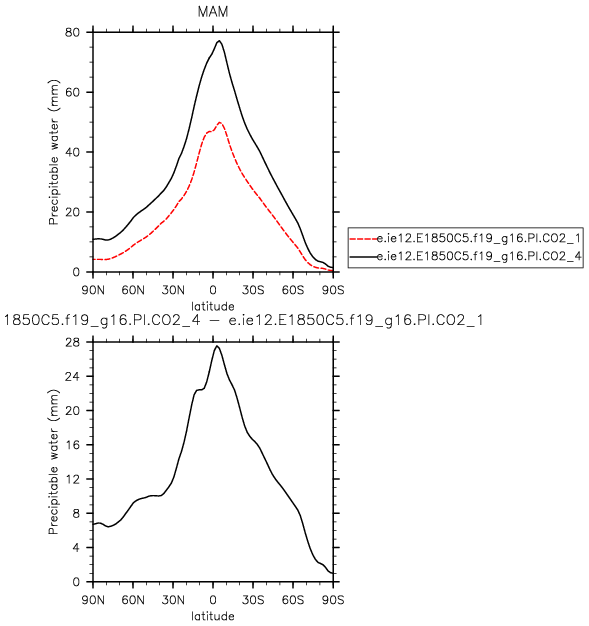 MAM
80
60
40
20
0
Precipitable water (mm)
90N 60N 30N 0 30S 60S 90S
latitude
e.ie12.E1850C5.f19_g16.PI.CO2_1
e.ie12.E1850C5.f19_g16.PI.CO2_4
1850C5.f19_g16.PI.CO2_4 − e.ie12.E1850C5.f19_g16.PI.CO2_1
28
24
20
16
12
8
4
0
Precipitable water (mm)
90N 60N 30N 0 30S 60S 90S
latitude